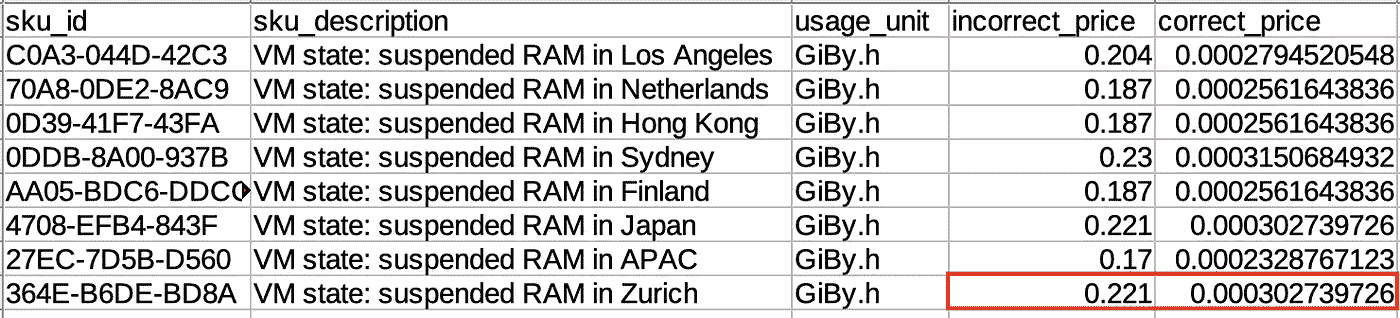 sku_id sku_description usage_unit incorrect_price correct_price
C0A3-044D-42C3 VM state: suspended RAM in Los Angeles GiBy.h 0.204 0.0002794520548
70A8-0DE2-8AC9 VM state: suspended RAM in Netherlands GiBy.h 0.187 0.0002561643836
0D39-41F7-43FA VM state: suspended RAM in Hong Kong GiBy.h 0.187 0.0002561643836
0DDB-8A00-937B VM state: suspended RAM in Sydney GiBy.h 0.23 0.0003150684932
AA05-BDC6-DDC VM state: suspended RAM in Finland GiBy.h 0.187 0.0002561643836
4708-EFB4-843F VM state: suspended RAM in Japan GiBy.h 0.221 0.000302739726
27EC-7D5B-D560 VM state: suspended RAM in APAC GiBy.h 0.17 0.0002328767123
364E-B6DE-BD8A VM state: suspended RAM in Zurich GiBy.h 0.221 0.000302739726